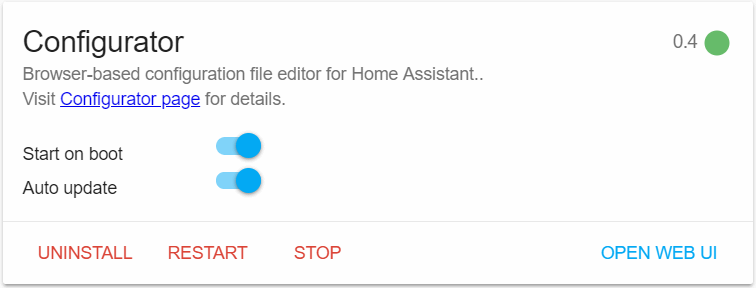 Configurator
0.4
Browser-based configuration file editor for Home Assistant..
Visit Configurator page for details.
Start on boot
Auto update
UNINSTALL RESTART STOP OPEN WEB UI